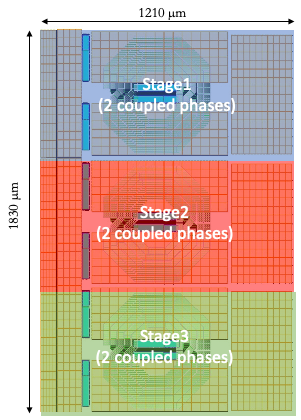 1210 µm
1830 µm
Stage1
(2 coupled phases)
Stage2
(2 coupled phases)
Stage3
(2 coupled phases)